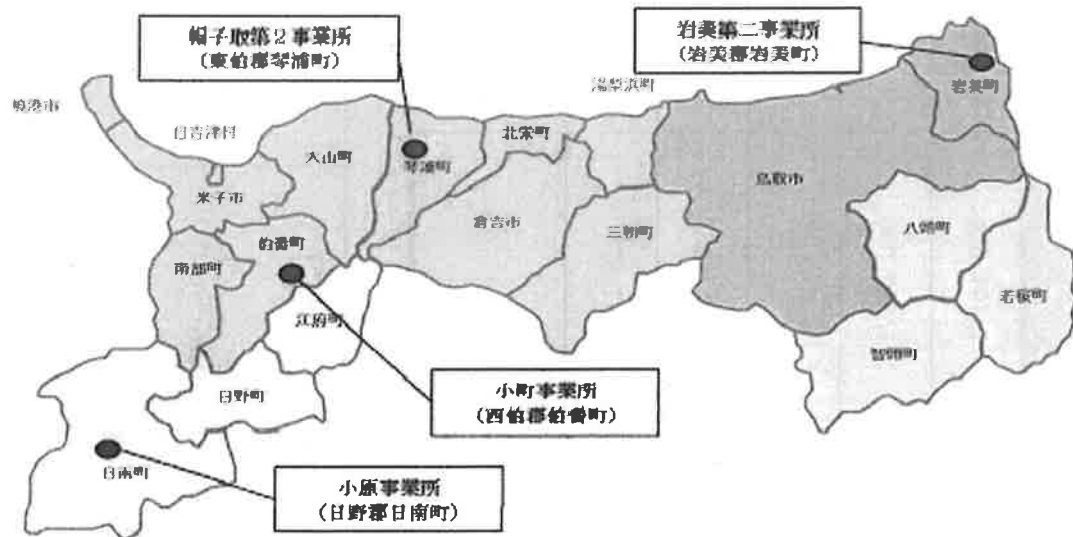 帽子取第2事業所
(東伯郡琴浦町)
岩美第二事業所
(岩美郡岩美町)
境港市
日吉津村
湯梨浜町
岩美町
大山町
琴浦町
北栄町
米子市
鳥取市
倉吉市
三朝町
八頭町
伯耆町
南部町
江府町
若桜町
智頭町
日野町
小町事業所
(西伯郡伯耆町)
日南町
小原事業所
(日野郡日南町)